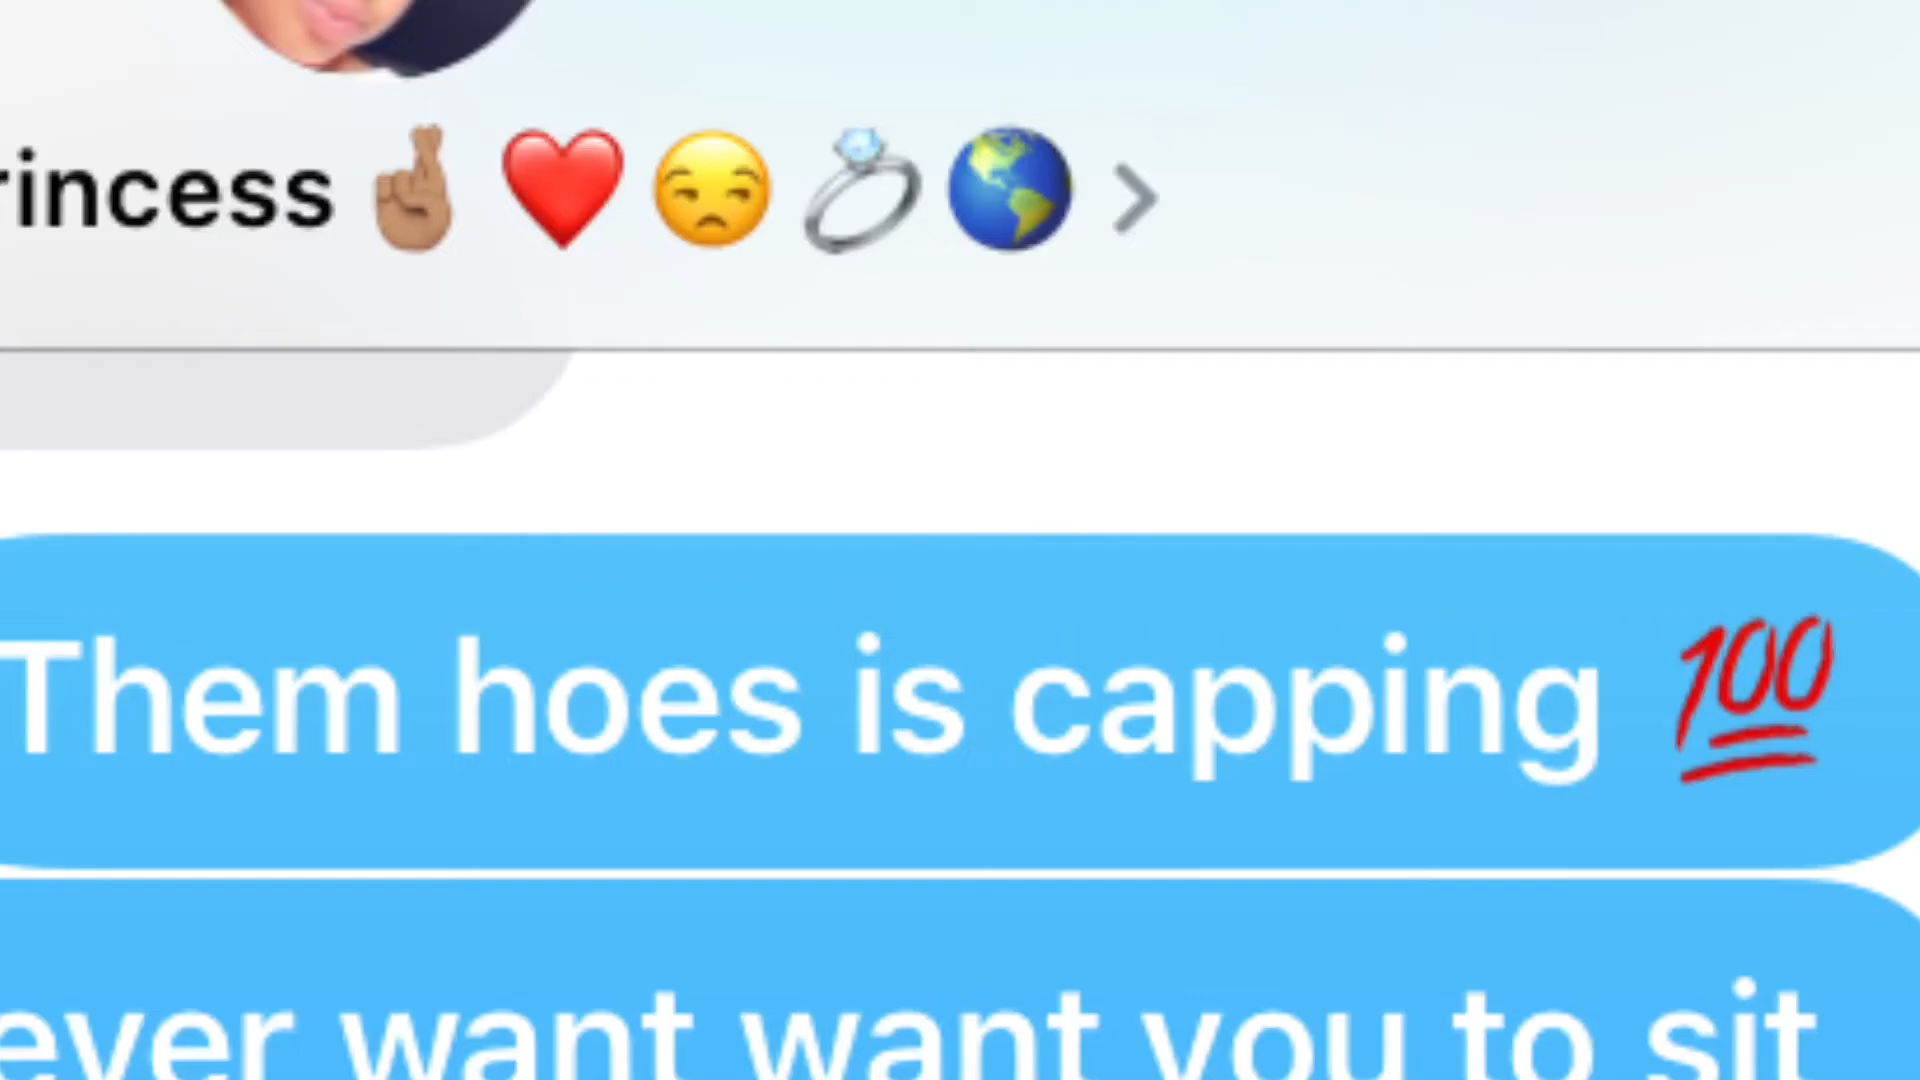 rincess 🤞🏽❤️😒💍🌎 >
Them hoes is capping 💯
ever want want you to sit